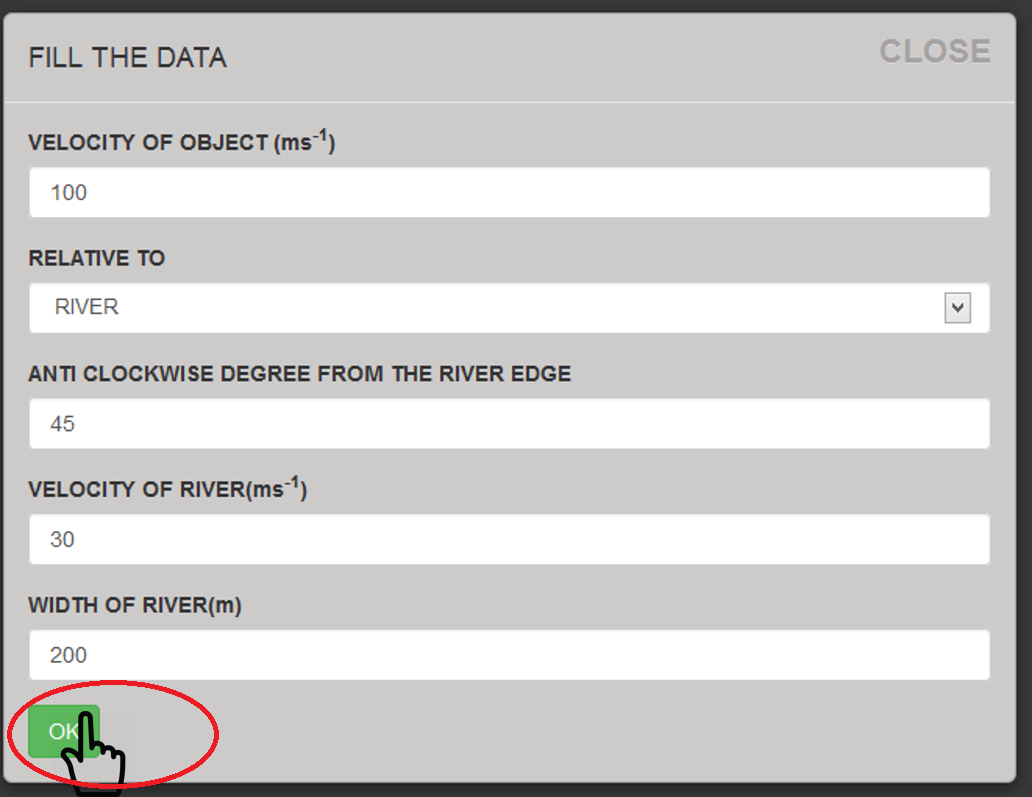 FILL THE DATA
CLOSE
VELOCITY OF OBJECT (ms⁻¹)
100
RELATIVE TO
RIVER
ANTI CLOCKWISE DEGREE FROM THE RIVER EDGE
45
VELOCITY OF RIVER(ms⁻¹)
30
WIDTH OF RIVER(m)
200
OK